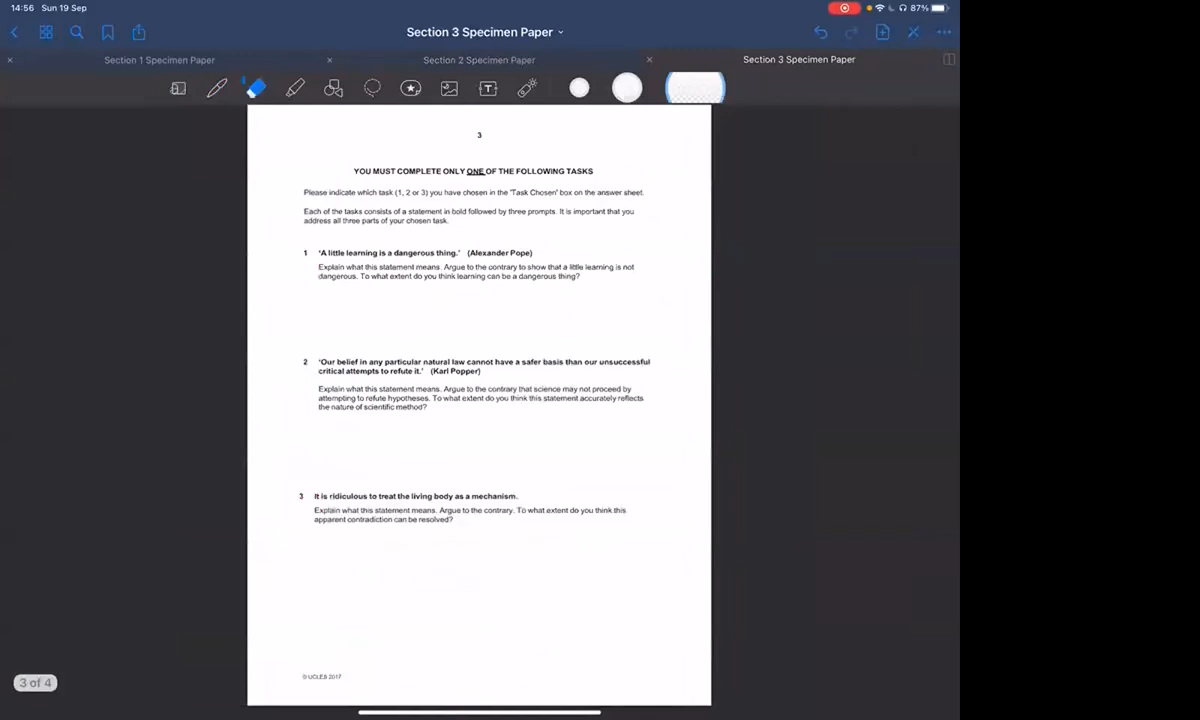 14:56 Sun 19 Sep 87%
Section 3 Specimen Paper
Section 1 Specimen Paper
Section 2 Specimen Paper
Section 3 Specimen Paper
3
YOU MUST COMPLETE ONLY ONE OF THE FOLLOWING TASKS
Please indicate which task (1, 2 or 3) you have chosen in the 'Task Chosen' box on the answer sheet.
Each of the tasks consists of a statement in bold followed by three prompts. It is important that you
address all three parts of your chosen task.
1 'A little learning is a dangerous thing.' (Alexander Pope)
Explain what this statement means. Argue to the contrary to show that a little learning is not
dangerous. To what extent do you think learning can be a dangerous thing?
2 'Our belief in any particular natural law cannot have a safer basis than our unsuccessful
critical attempts to refute it.' (Karl Popper)
Explain what this statement means. Argue to the contrary that science may not proceed by
attempting to refute hypotheses. To what extent do you think this statement accurately reflects
the nature of scientific method?
3 It is ridiculous to treat the living body as a mechanism.
Explain what this statement means. Argue to the contrary. To what extent do you think this
apparent contradiction can be resolved?
© UCLES 2017
3 of 4